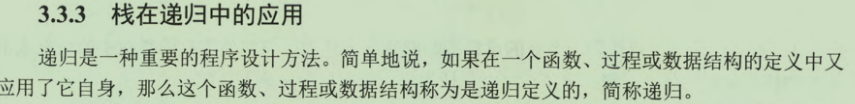 3.3.3 栈在递归中的应用
递归是一种重要的程序设计方法。简单地说，如果在一个函数、过程或数据结构的定义中又
应用了它自身，那么这个函数、过程或数据结构称为是递归定义的，简称递归。